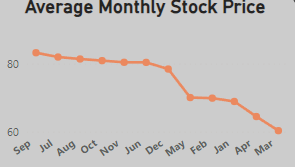 Average Monthly Stock Price
80
60
Sep Jul Aug Oct Nov Jun Dec May Feb Jan Apr Mar